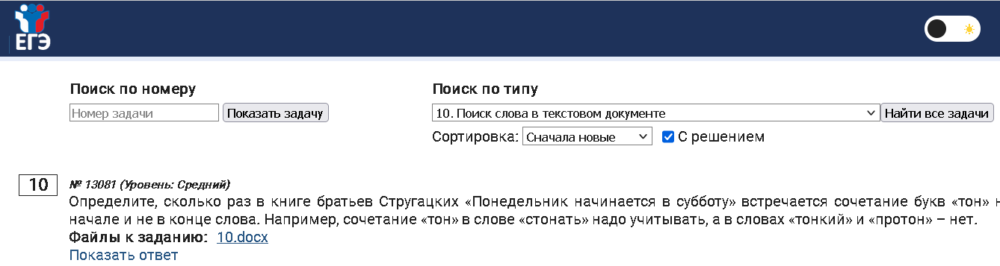 ЕГЭ
Поиск по номеру
Поиск по типу
Номер задачи
Показать задачу
10. Поиск слова в текстовом документе
Найти все задачи
Сортировка: Сначала новые
С решением
10
№ 13081 (Уровень: Средний)
Определите, сколько раз в книге братьев Стругацких «Понедельник начинается в субботу» встречается сочетание букв «тон»
начале и не в конце слова. Например, сочетание «тон» в слове «стонать» надо учитывать, а в словах «тонкий» и «протон» – нет.
Файлы к заданию: 10.docx
Показать ответ